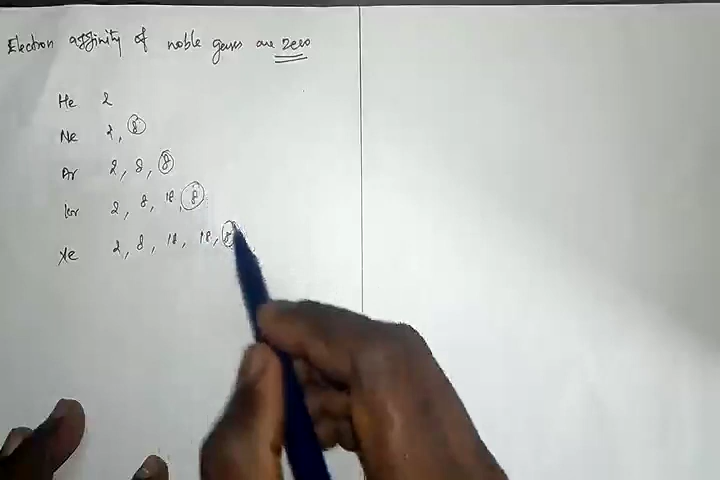 Electron affinity of noble gases are zero
He 2
Ne 2, 8
Ar 2, 8, 8
Kr 2, 8, 18, 8
Xe 2, 8, 18, 18, 8